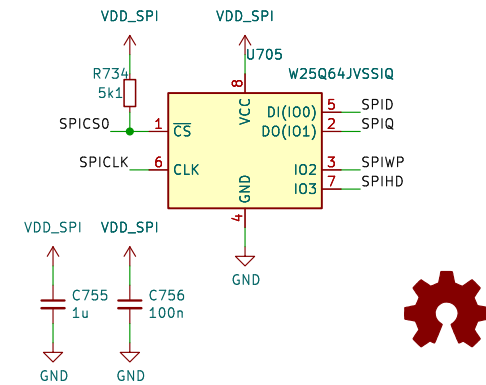 VDD_SPI VDD_SPI
U705
R734 W25Q64JVSSIQ
5k1
8
VCC
DI(IO0) 5 SPID
SPICS0 1 CS DO(IO1) 2 SPIQ
SPICLK 6 CLK IO2 3 SPIWP
GND IO3 7 SPIHD
4
VDD_SPI VDD_SPI
GND
C755 C756
1u 100n
GND GND